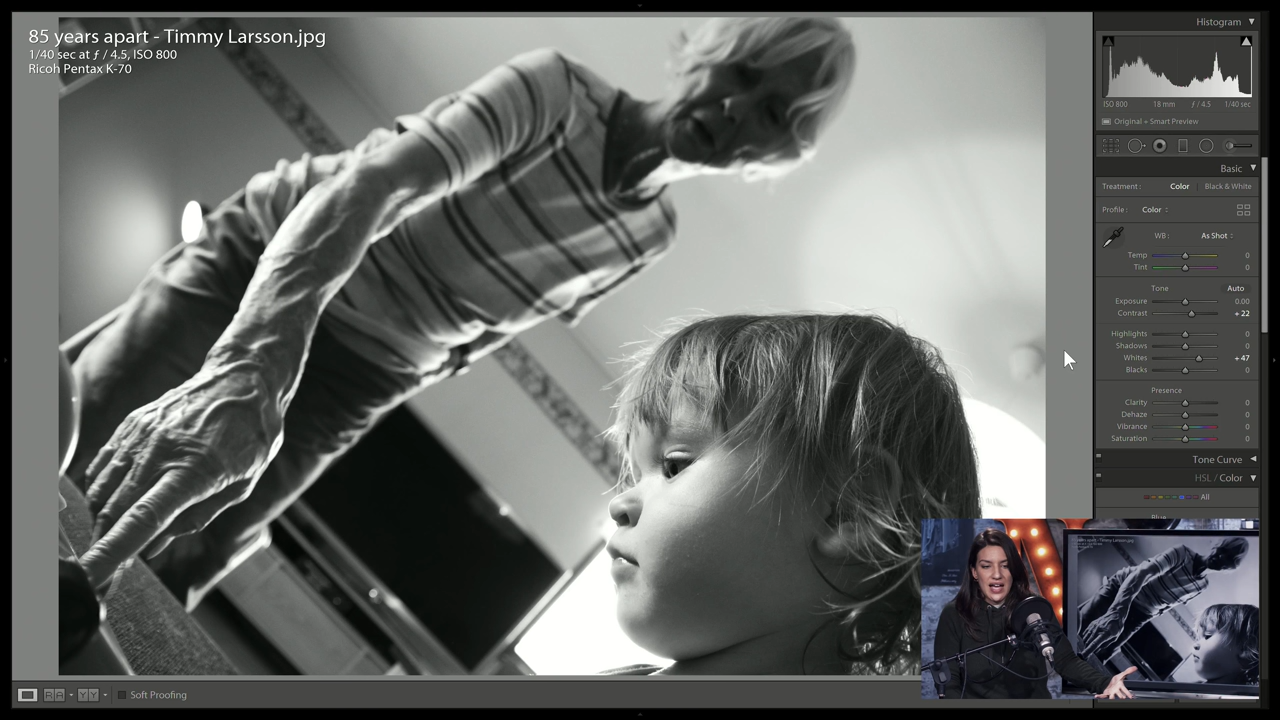 85 years apart - Timmy Larsson.jpg
1/40 sec at ƒ / 4.5, ISO 800
Ricoh Pentax K-70
Histogram
ISO 800 18 mm ƒ / 4.5 1/40 sec
Original + Smart Preview
Basic
Treatment : Color Black & White
Profile : Color
WB : As Shot
Temp 0
Tint 0
Tone Auto
Exposure 0.00
Contrast + 22
Highlights 0
Shadows 0
Whites + 47
Blacks 0
Presence
Clarity 0
Dehaze 0
Vibrance 0
Saturation 0
Tone Curve
HSL / Color
All
Blue
Soft Proofing